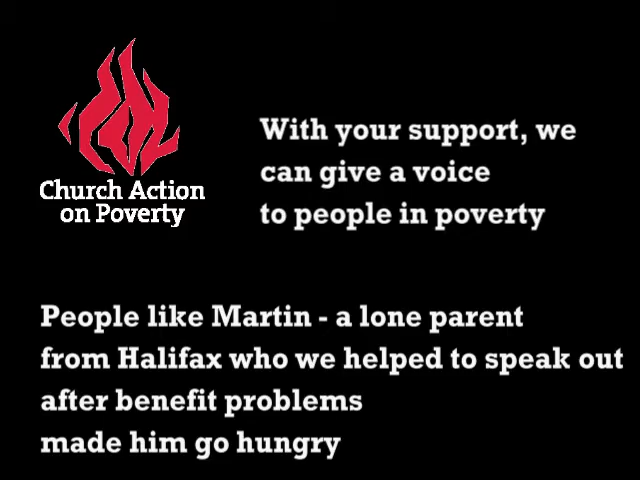 Church Action
on Poverty
With your support, we
can give a voice
to people in poverty
People like Martin - a lone parent
from Halifax who we helped to speak out
after benefit problems
made him go hungry